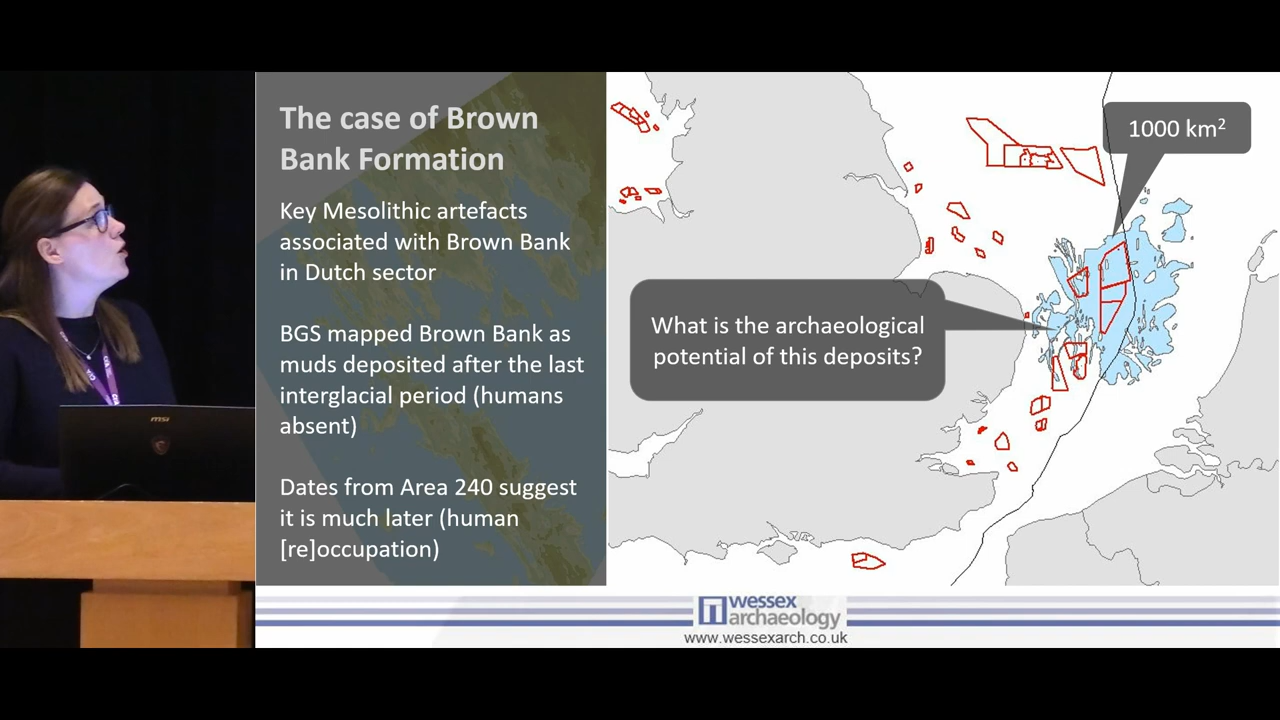 The case of Brown
Bank Formation
Key Mesolithic artefacts
associated with Brown Bank
in Dutch sector
BGS mapped Brown Bank as
muds deposited after the last
interglacial period (humans
absent)
Dates from Area 240 suggest
it is much later (human
[re]occupation)
1000 km²
What is the archaeological
potential of this deposits?
msi
wessex
archaeology
www.wessexarch.co.uk